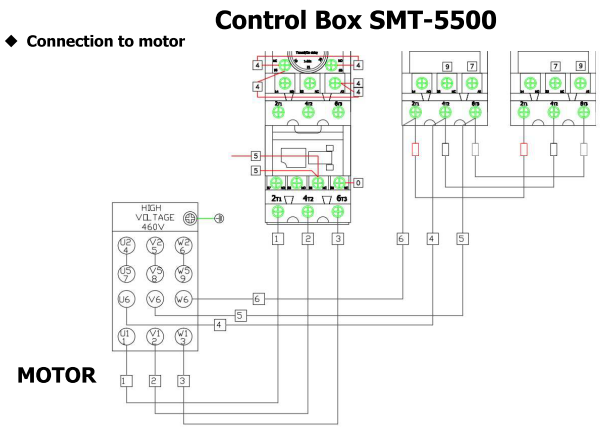 Control Box SMT-5500
◆ Connection to motor
4 4
4 4
4
9 7
7 9
2T1 4T2 6T3
2T1 4T2 6T3
2T1 4T2 6T3
5
5
0
2T1 4T2 6T3
1 2 3
6 4 5
HIGH
VOLTAGE
460V
U2 V2 W2
4 5 6
U5 V5 W5
7 8 9
U6 V6 W6
6
5
4
U1 V1 W1
1 2 3
MOTOR
1 2 3